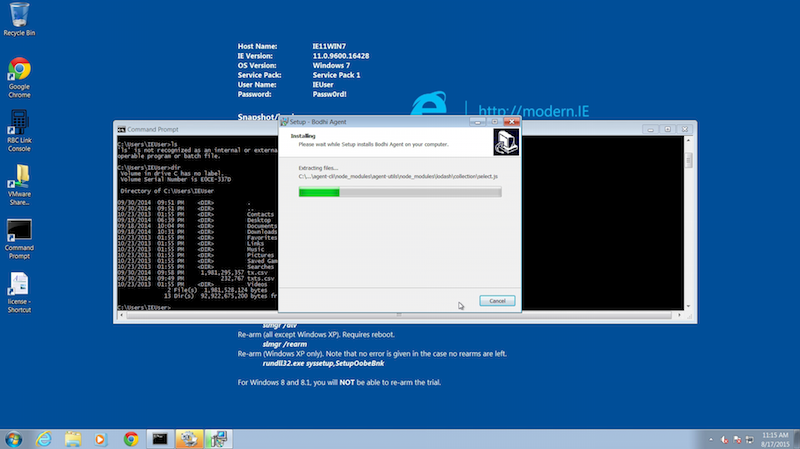 Recycle Bin
Google
Chrome
RBC Link
Console
VMware
Share...
Command
Prompt
license -
Shortcut
Host Name: IE11WIN7
IE Version: 11.0.9600.16428
OS Version: Windows 7
Service Pack: Service Pack 1
User Name: IEUser
Password: Passw0rd!
http://modern.IE
Command Prompt
C:\Users\IEUser>ls
'ls' is not recognized as an internal or
operable program or batch file.
C:\Users\IEUser>dir
Volume in drive C has no label.
Volume Serial Number is E0CE-337D
Directory of C:\Users\IEUser
09/30/2014 09:51 PM <DIR> .
09/30/2014 09:51 PM <DIR> ..
10/23/2013 01:55 PM <DIR> Contacts
09/19/2014 06:39 PM <DIR> Desktop
09/18/2014 10:04 PM <DIR> Documents
09/18/2014 10:31 PM <DIR> Downloads
10/23/2013 01:55 PM <DIR> Favorites
10/23/2013 01:55 PM <DIR> Links
10/23/2013 01:55 PM <DIR> Music
10/23/2013 01:55 PM <DIR> Pictures
10/23/2013 01:55 PM <DIR> Saved
10/23/2013 01:55 PM <DIR> Searches
09/30/2014 09:58 PM 1,981,295,357 tx.csv
09/30/2014 09:49 PM 232,767 txts.csv
10/23/2013 01:55 PM <DIR> Videos
2 File(s) 1,981,528,124 bytes
13 Dir(s) 92,922,675,200 bytes
C:\Users\IEUser>
Setup - Bodhi Agent
Installing
Please wait while Setup installs Bodhi Agent on your computer.
Extracting files...
C:\...\agent-cli\node_modules\agent-utils\node_modules\lodash\collection\select.js
Cancel
slmgr /dlv
Re-arm (all except Windows XP). Requires reboot.
slmgr /rearm
Re-arm (Windows XP only). Note that no error is given in the case no rearms are left.
rundll32.exe syssetup,SetupOobeBnk
For Windows 8 and 8.1, you will NOT be able to re-arm the trial.
11:15 AM
8/17/2015